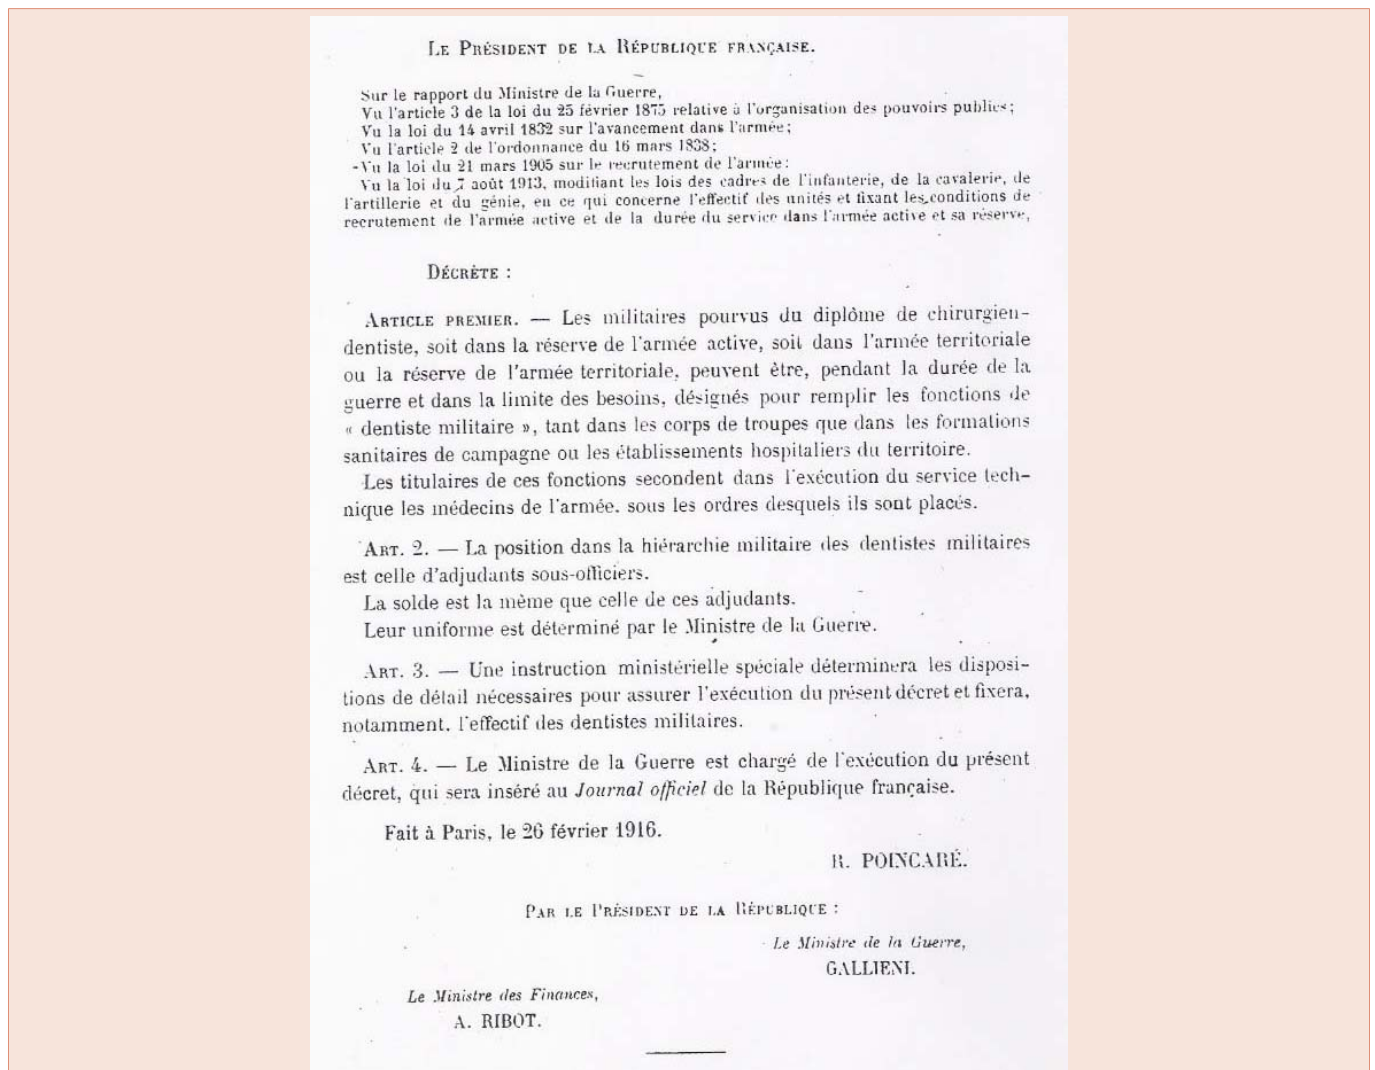 LE PRÉSIDENT DE LA RÉPUBLIQUE FRANÇAISE.
Sur le rapport du Ministre de la Guerre,
Vu l'article 3 de la loi du 25 février 1875 relative à l'organisation des pouvoirs publics;
Vu la loi du 14 avril 1832 sur l'avancement dans l'armée;
Vu l'article 2 de l'ordonnance du 16 mars 1838;
Vu la loi du 21 mars 1905 sur le recrutement de l'armée:
Vu la loi du 7 août 1913, modifiant les lois des cadres de l'infanterie, de la cavalerie, de
l'artillerie et du génie, en ce qui concerne l'effectif des unités et fixant les conditions de
recrutement de l'armée active et de la durée du service dans l'armée active et sa réserve,
DÉCRÈTE :
ARTICLE PREMIER. — Les militaires pourvus du diplôme de chirurgien-
dentiste, soit dans la réserve de l'armée active, soit dans l'armée territoriale
ou la réserve de l'armée territoriale, peuvent être, pendant la durée de la
guerre et dans la limite des besoins, désignés pour remplir les fonctions de
« dentiste militaire », tant dans les corps de troupes que dans les formations
sanitaires de campagne ou les établissements hospitaliers du territoire.
Les titulaires de ces fonctions secondent dans l'exécution du service tech-
nique les médecins de l'armée. sous les ordres desquels ils sont placés.
ART. 2. — La position dans la hiérarchie militaire des dentistes militaires
est celle d'adjudants sous-officiers.
La solde est la même que celle de ces adjudants.
Leur uniforme est déterminé par le Ministre de la Guerre.
ART. 3. — Une instruction ministérielle spéciale déterminera les disposi-
tions de détail nécessaires pour assurer l'exécution du présent décret et fixera,
notamment, l'effectif des dentistes militaires.
ART. 4. — Le Ministre de la Guerre est chargé de l'exécution du présent
décret, qui sera inséré au Journal officiel de la République française.
Fait à Paris, le 26 février 1916.
R. POINCARÉ.
PAR LE PRÉSIDENT DE LA RÉPUBLIQUE :
Le Ministre de la Guerre,
GALLIENI.
Le Ministre des Finances,
A. RIBOT.